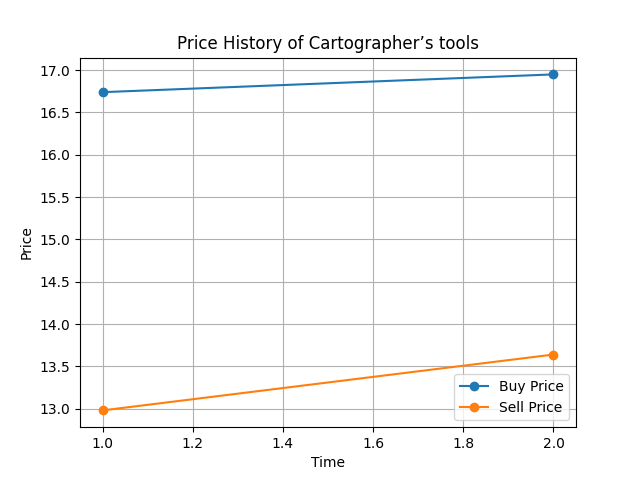 Price History of Cartographer’s tools
Price
17.0
16.5
16.0
15.5
15.0
14.5
14.0
13.5
13.0
Buy Price
Sell Price
1.0 1.2 1.4 1.6 1.8 2.0
Time